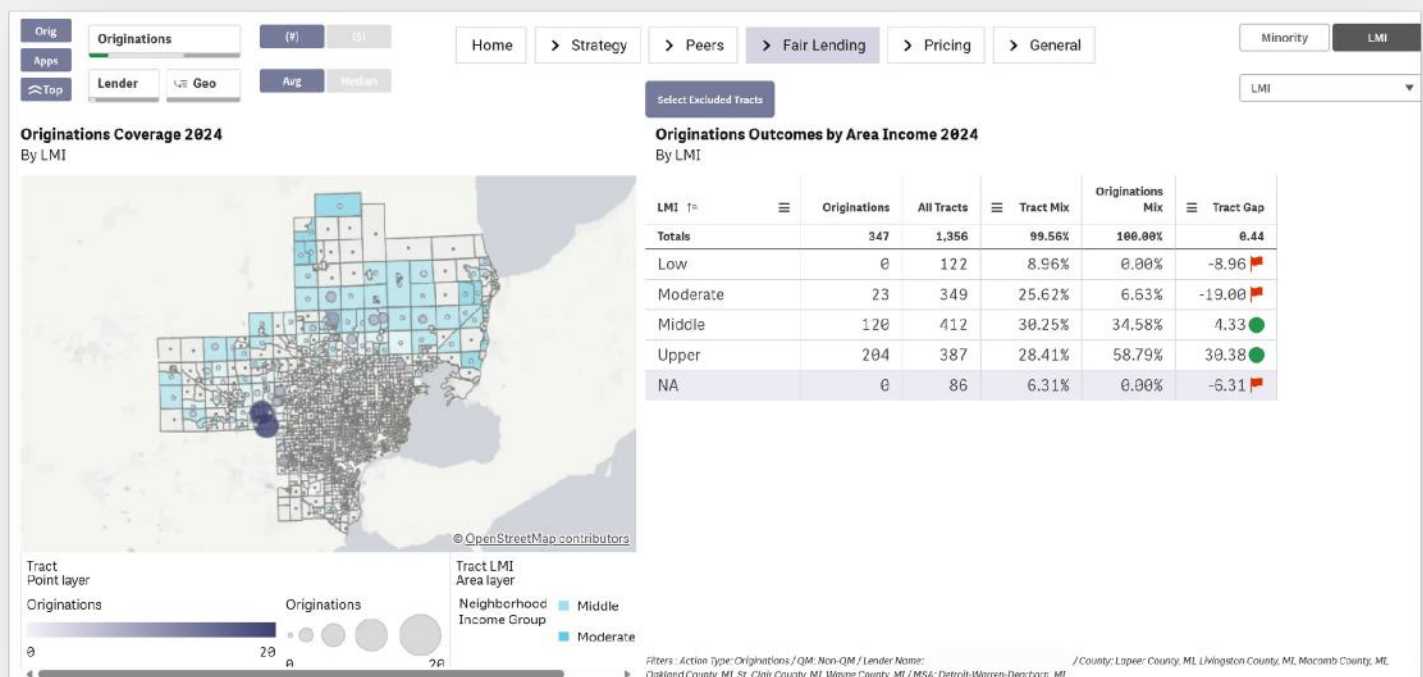 Orig
Apps
Top
Originations
Lender
Geo
(#)
($)
Avg
Median
Home
Strategy
Peers
Fair Lending
Pricing
General
Minority
LMI
LMI
Select Excluded Tracts
Originations Coverage 2024
By LMI
© OpenStreetMap contributors
Tract
Point layer
Originations
0 20
Originations
0 20
Tract LMI
Area layer
Neighborhood
Income Group
Middle
Moderate
Originations Outcomes by Area Income 2024
By LMI
LMI Originations All Tracts Tract Mix Originations Mix Tract Gap
Totals 347 1,356 99.56% 100.00% 0.44
Low 0 122 8.96% 0.00% -8.96
Moderate 23 349 25.62% 6.63% -19.00
Middle 120 412 30.25% 34.58% 4.33
Upper 204 387 28.41% 58.79% 30.38
NA 0 86 6.31% 0.00% -6.31
Filters : Action Type: Originations / QM: Non-QM / Lender Name: / County: Lapeer County, MI, Livingston County, MI, Macomb County, MI,
Oakland County, MI, St. Clair County, MI, Wayne County, MI / MSA: Detroit-Warren-Dearborn, MI